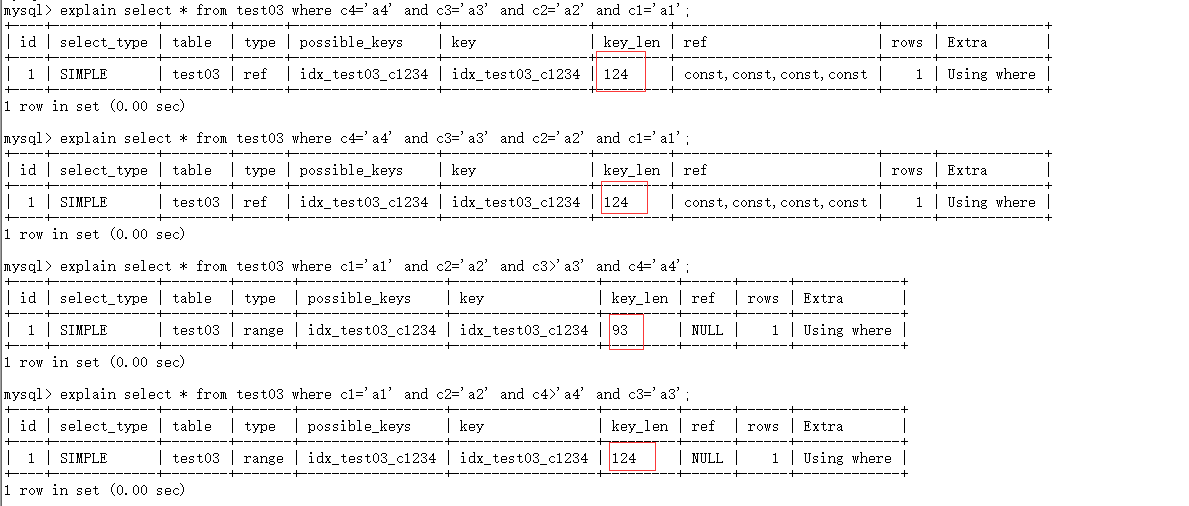 mysql> explain select * from test03 where c4='a4' and c3='a3' and c2='a2' and c1='a1';
+----+-------------+--------+------+------------------+------------------+---------+-------------------------+------+-------------+
| id | select_type | table | type | possible_keys | key | key_len | ref | rows | Extra |
+----+-------------+--------+------+------------------+------------------+---------+-------------------------+------+-------------+
| 1 | SIMPLE | test03 | ref | idx_test03_c1234 | idx_test03_c1234 | 124 | const,const,const,const | 1 | Using where |
+----+-------------+--------+------+------------------+------------------+---------+-------------------------+------+-------------+
1 row in set (0.00 sec)
mysql> explain select * from test03 where c4='a4' and c3='a3' and c2='a2' and c1='a1';
+----+-------------+--------+------+------------------+------------------+---------+-------------------------+------+-------------+
| id | select_type | table | type | possible_keys | key | key_len | ref | rows | Extra |
+----+-------------+--------+------+------------------+------------------+---------+-------------------------+------+-------------+
| 1 | SIMPLE | test03 | ref | idx_test03_c1234 | idx_test03_c1234 | 124 | const,const,const,const | 1 | Using where |
+----+-------------+--------+------+------------------+------------------+---------+-------------------------+------+-------------+
1 row in set (0.00 sec)
mysql> explain select * from test03 where c1='a1' and c2='a2' and c3>'a3' and c4='a4';
+----+-------------+--------+-------+------------------+------------------+---------+------+------+-------------+
| id | select_type | table | type | possible_keys | key | key_len | ref | rows | Extra |
+----+-------------+--------+-------+------------------+------------------+---------+------+------+-------------+
| 1 | SIMPLE | test03 | range | idx_test03_c1234 | idx_test03_c1234 | 93 | NULL | 1 | Using where |
+----+-------------+--------+-------+------------------+------------------+---------+------+------+-------------+
1 row in set (0.00 sec)
mysql> explain select * from test03 where c1='a1' and c2='a2' and c4>'a4' and c3='a3';
+----+-------------+--------+-------+------------------+------------------+---------+------+------+-------------+
| id | select_type | table | type | possible_keys | key | key_len | ref | rows | Extra |
+----+-------------+--------+-------+------------------+------------------+---------+------+------+-------------+
| 1 | SIMPLE | test03 | range | idx_test03_c1234 | idx_test03_c1234 | 124 | NULL | 1 | Using where |
+----+-------------+--------+-------+------------------+------------------+---------+------+------+-------------+
1 row in set (0.00 sec)